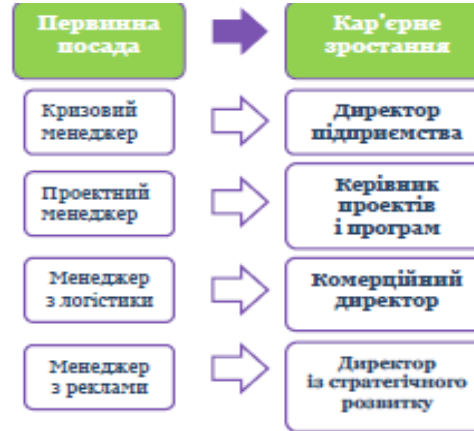 Первинна
посада
Кар'єрне
зростання
Кризовий
менеджер
Директор
підприємства
Проектний
менеджер
Керівник
проектів
і програм
Менеджер
з логістики
Комерційний
директор
Менеджер
з реклами
Директор
із стратегічного
розвитку